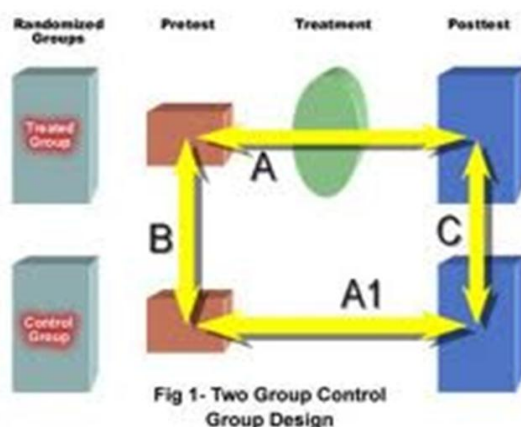 Randomized Pretest Treatment Posttest
Groups
Treated
Group
A
B
C
A1
Control
Group
Fig 1- Two Group Control
Group Design